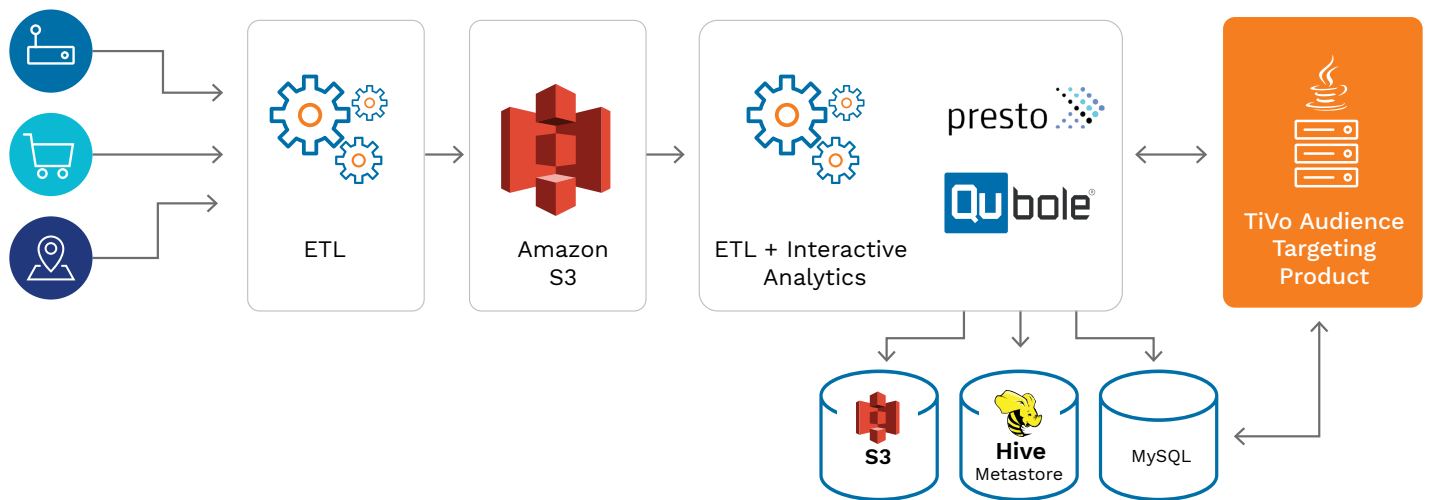 ETL
Amazon
S3
ETL + Interactive
Analytics
presto
Qubole®
TiVo Audience
Targeting
Product
S3
Hive
Metastore
MySQL